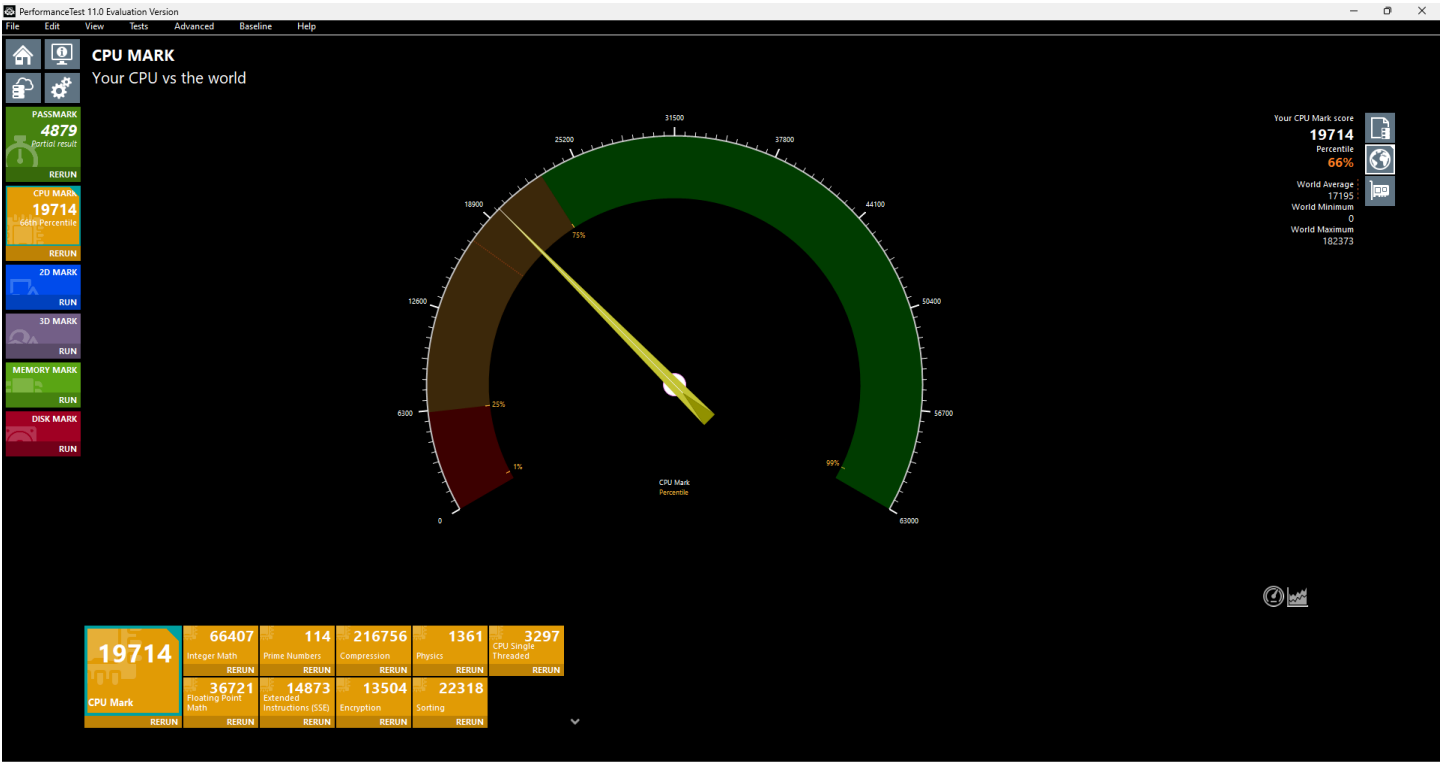 PerformanceTest 11.0 Evaluation Version
File Edit View Tests Advanced Baseline Help
CPU MARK
Your CPU vs the world
PASSMARK
4879
Partial result
RERUN
CPU MARK
19714
66th Percentile
RERUN
2D MARK
RUN
3D MARK
RUN
MEMORY MARK
RUN
DISK MARK
RUN
0
6300
12600
18900
25200
31500
37800
44100
50400
56700
63000
1%
25%
75%
99%
CPU Mark
Percentile
Your CPU Mark score
19714
Percentile
66%
World Average
17195
World Minimum
0
World Maximum
182373
19714
CPU Mark
RERUN
66407
Integer Math
RERUN
114
Prime Numbers
RERUN
216756
Compression
RERUN
1361
Physics
RERUN
3297
CPU Single
Threaded
RERUN
36721
Floating Point
Math
RERUN
14873
Extended
Instructions (SSE)
RERUN
13504
Encryption
RERUN
22318
Sorting
RERUN